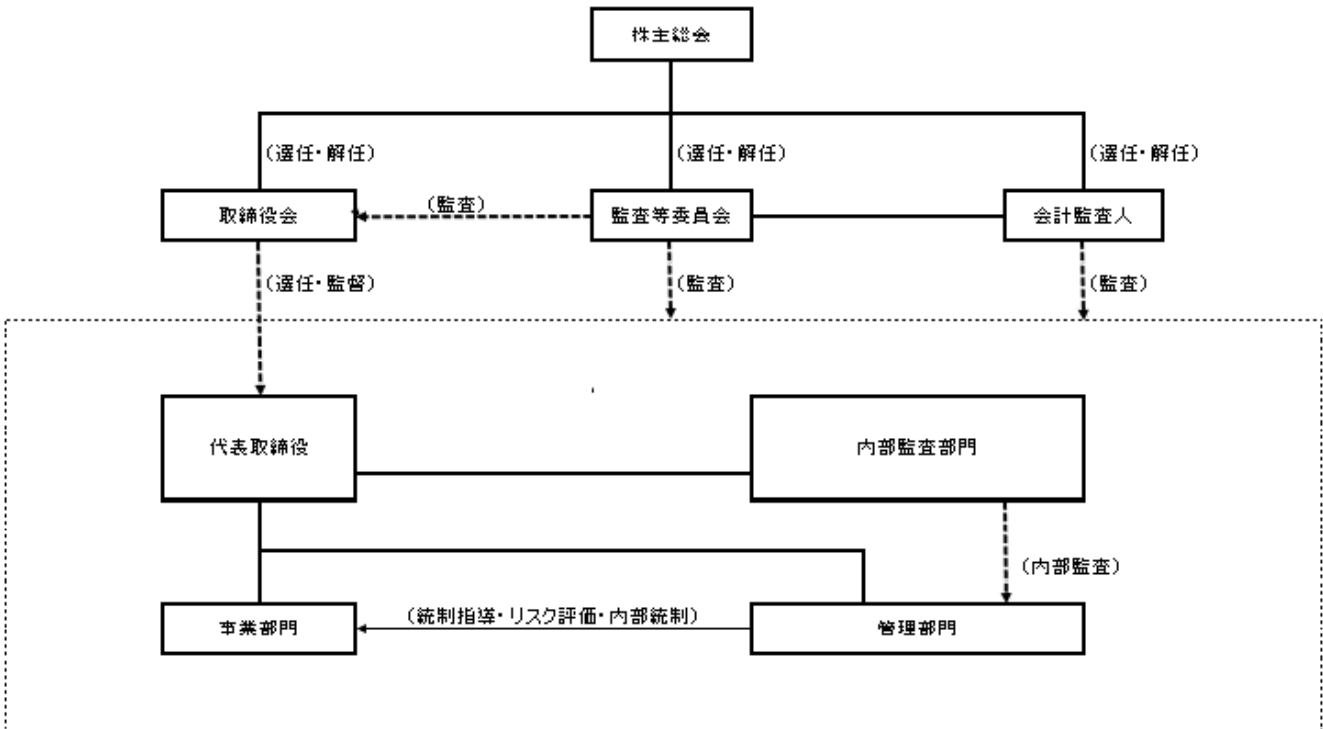 株主総会
(選任・解任)
(選任・解任)
(選任・解任)
取締役会
(監査)
監査等委員会
会計監査人
(選任・監督)
(監査)
(監査)
代表取締役
内部監査部門
(内部監査)
事業部門
(統制指導・リスク評価・内部統制)
管理部門